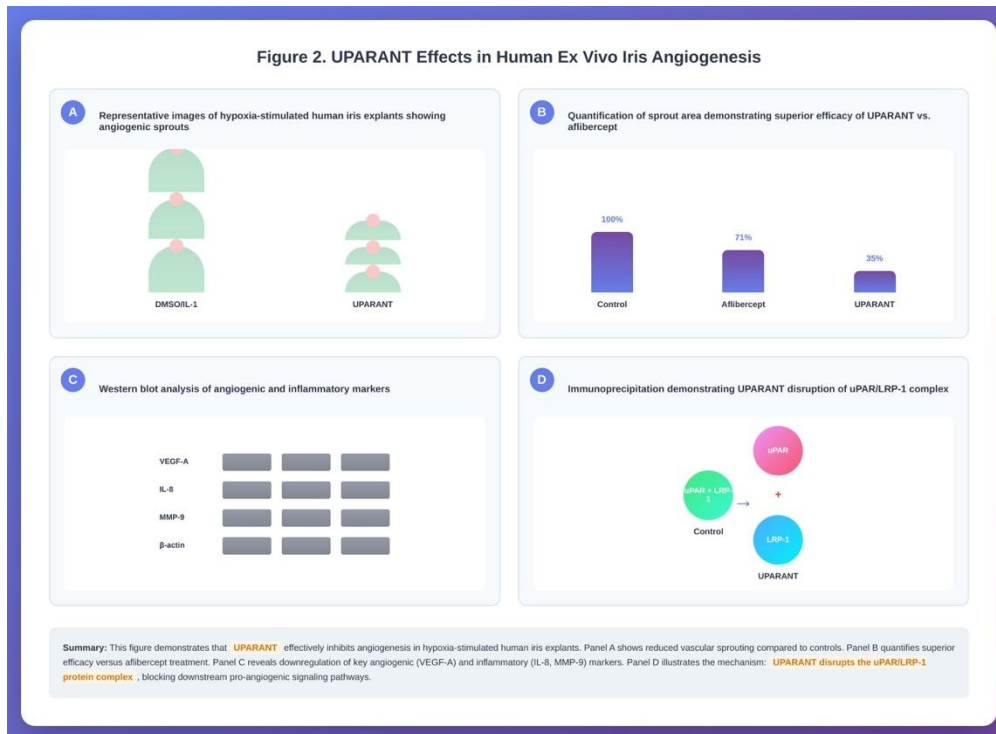 Figure 2. UPARANT Effects in Human Ex Vivo Iris Angiogenesis
A
Representative images of hypoxia-stimulated human iris explants showing
angiogenic sprouts
DMSO/IL-1
UPARANT
B
Quantification of sprout area demonstrating superior efficacy of UPARANT vs.
aflibercept
100%
71%
35%
Control
Aflibercept
UPARANT
C
Western blot analysis of angiogenic and inflammatory markers
VEGF-A
IL-8
MMP-9
β-actin
D
Immunoprecipitation demonstrating UPARANT disruption of uPAR/LRP-1 complex
uPAR + LRP-
1
Control
→
uPAR
+
LRP-1
UPARANT
Summary: This figure demonstrates that UPARANT effectively inhibits angiogenesis in hypoxia-stimulated human iris explants. Panel A shows reduced vascular sprouting compared to controls. Panel B quantifies superior
efficacy versus aflibercept treatment. Panel C reveals downregulation of key angiogenic (VEGF-A) and inflammatory (IL-8, MMP-9) markers. Panel D illustrates the mechanism: UPARANT disrupts the uPAR/LRP-1
protein complex , blocking downstream pro-angiogenic signaling pathways.